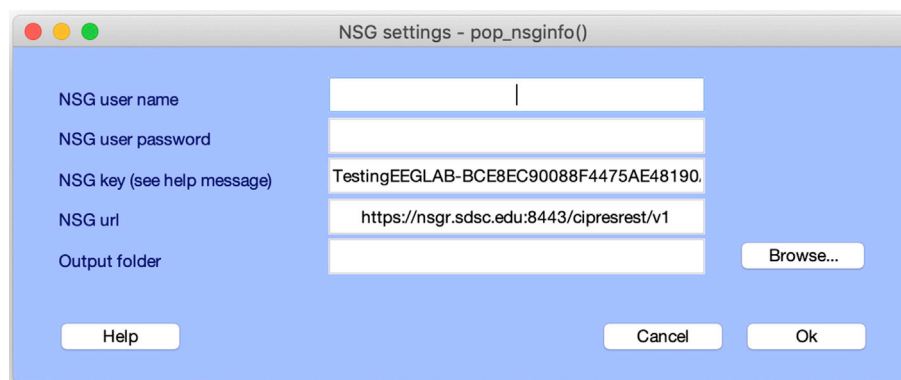 NSG settings - pop_nsginfo()
NSG user name
NSG user password
NSG key (see help message) TestingEEGLAB-BCE8EC90088F4475AE48190
NSG url https://nsgr.sdsc.edu:8443/cipresrest/v1
Output folder Browse...
Help Cancel Ok